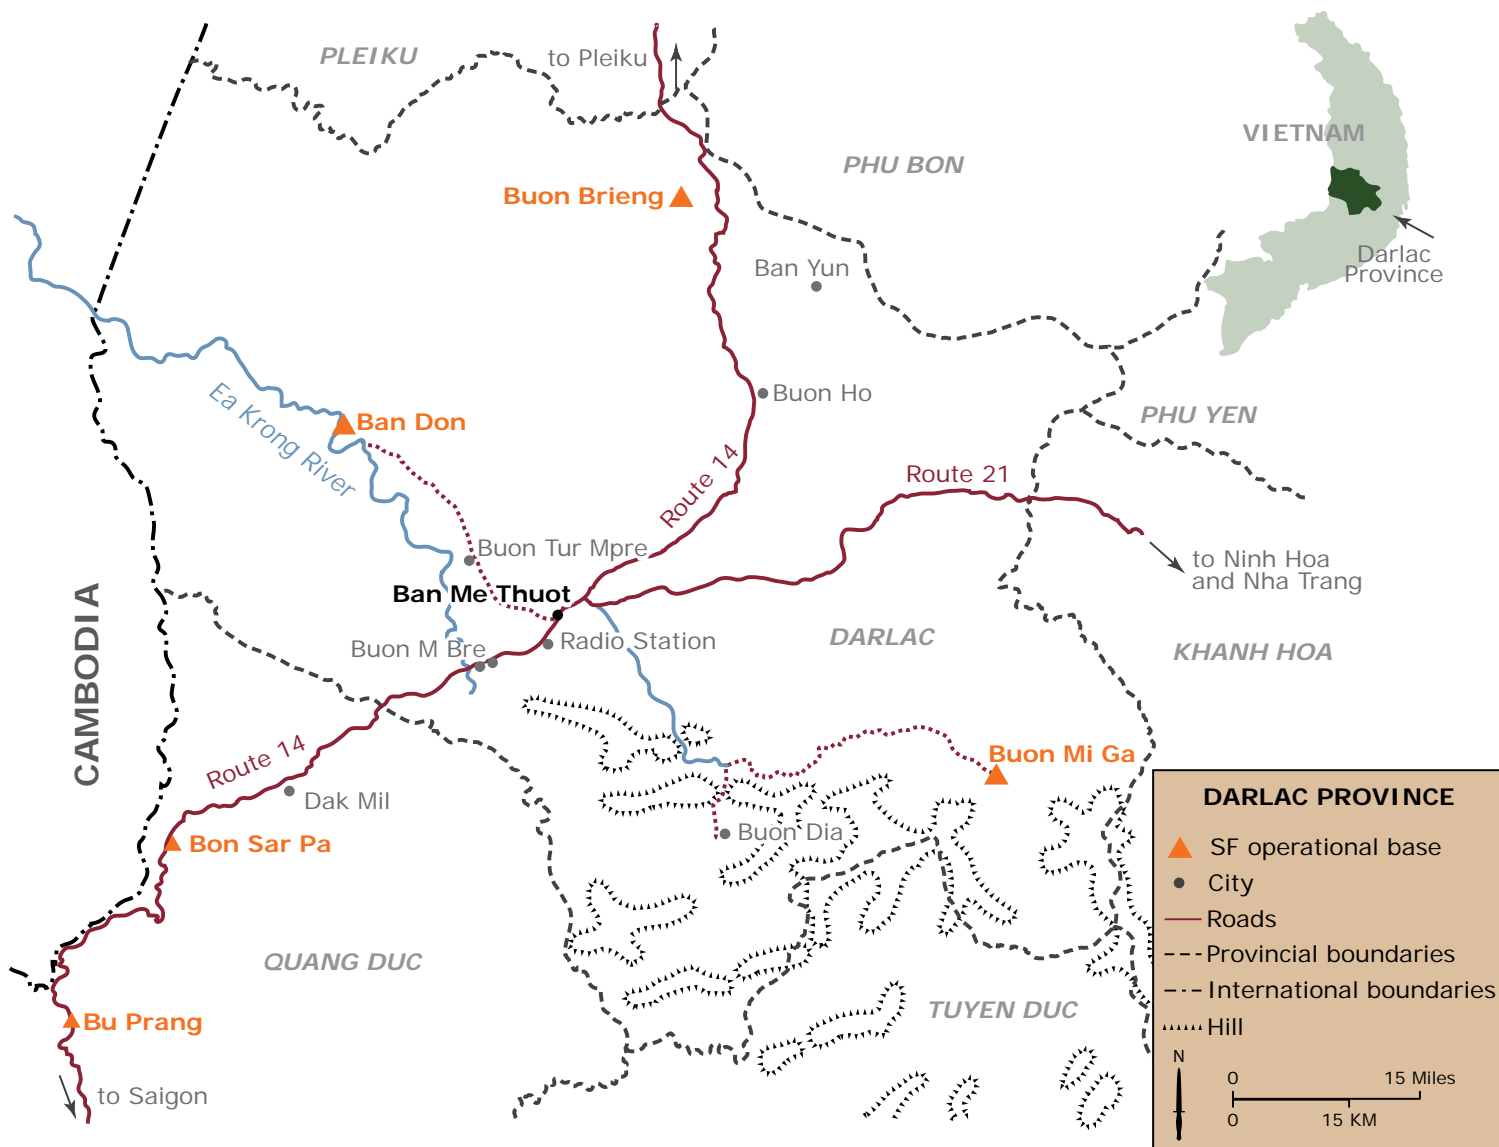 PLEIKU
to Pleiku
VIETNAM
PHU BON
Buon Brieng
Darlac
Province
Ban Yun
Buon Ho
Ea Krong River
Ban Don
PHU YEN
Route 14
Route 21
Buon Tur Mpre
to Ninh Hoa
and Nha Trang
Ban Me Thuot
CAMBODIA
Radio Station
Buon M Bre
DARLAC
KHANH HOA
Route 14
Buon Mi Ga
Dak Mil
Buon Dia
Bon Sar Pa
QUANG DUC
TUYEN DUC
Bu Prang
to Saigon
DARLAC PROVINCE
SF operational base
City
Roads
Provincial boundaries
International boundaries
Hill
N
0 15 Miles
0 15 KM